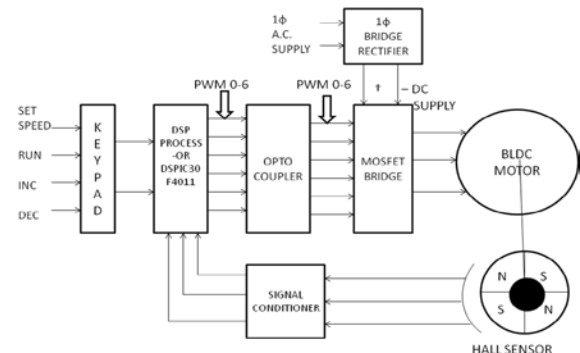 1ϕ
A.C.
SUPPLY
1ϕ
BRIDGE
RECTIFIER
PWM 0-6
PWM 0-6
† – DC
SUPPLY
SET
SPEED
RUN
INC
DEC
K
E
Y
P
A
D
DSP
PROCESS
-OR
DSPIC30
F4011
OPTO
COUPLER
MOSFET
BRIDGE
BLDC
MOTOR
SIGNAL
CONDITIONER
N S
S N
HALL SENSOR